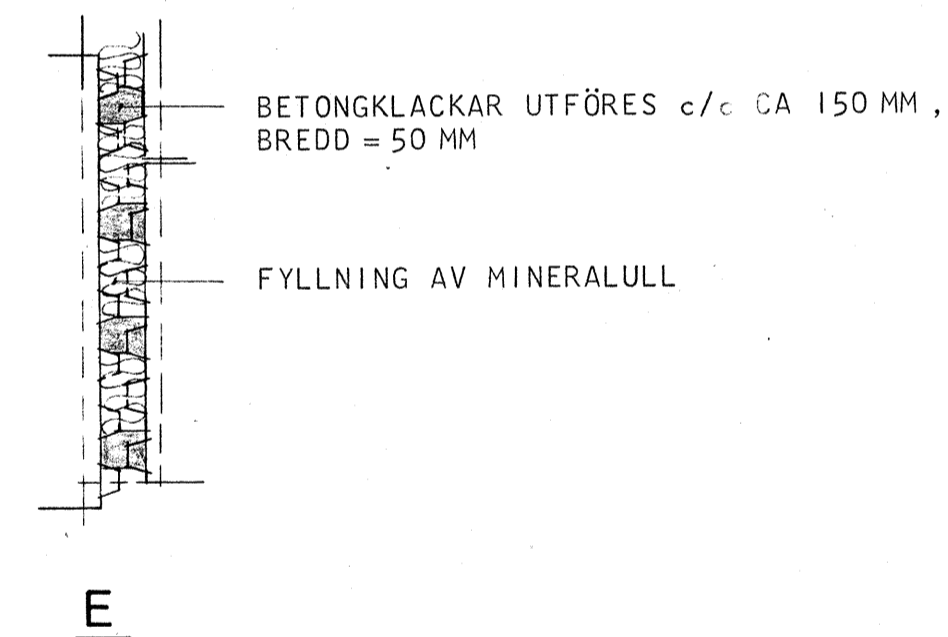 BETONGKLACKAR UTFÖRES c/c CA 150 MM,
BREDD = 50 MM
FYLLNING AV MINERALULL
E